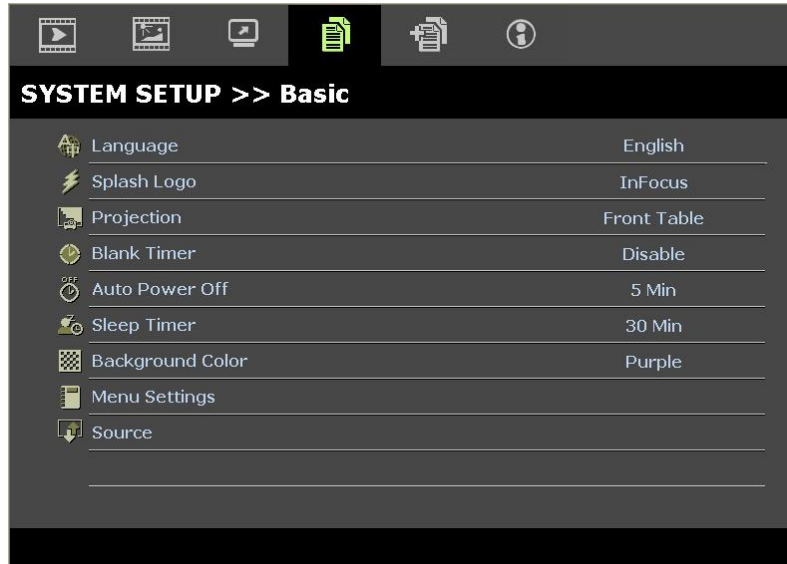 SYSTEM SETUP >> Basic
Language English
Splash Logo InFocus
Projection Front Table
Blank Timer Disable
OFF
Auto Power Off 5 Min
Sleep Timer 30 Min
Background Color Purple
Menu Settings
Source